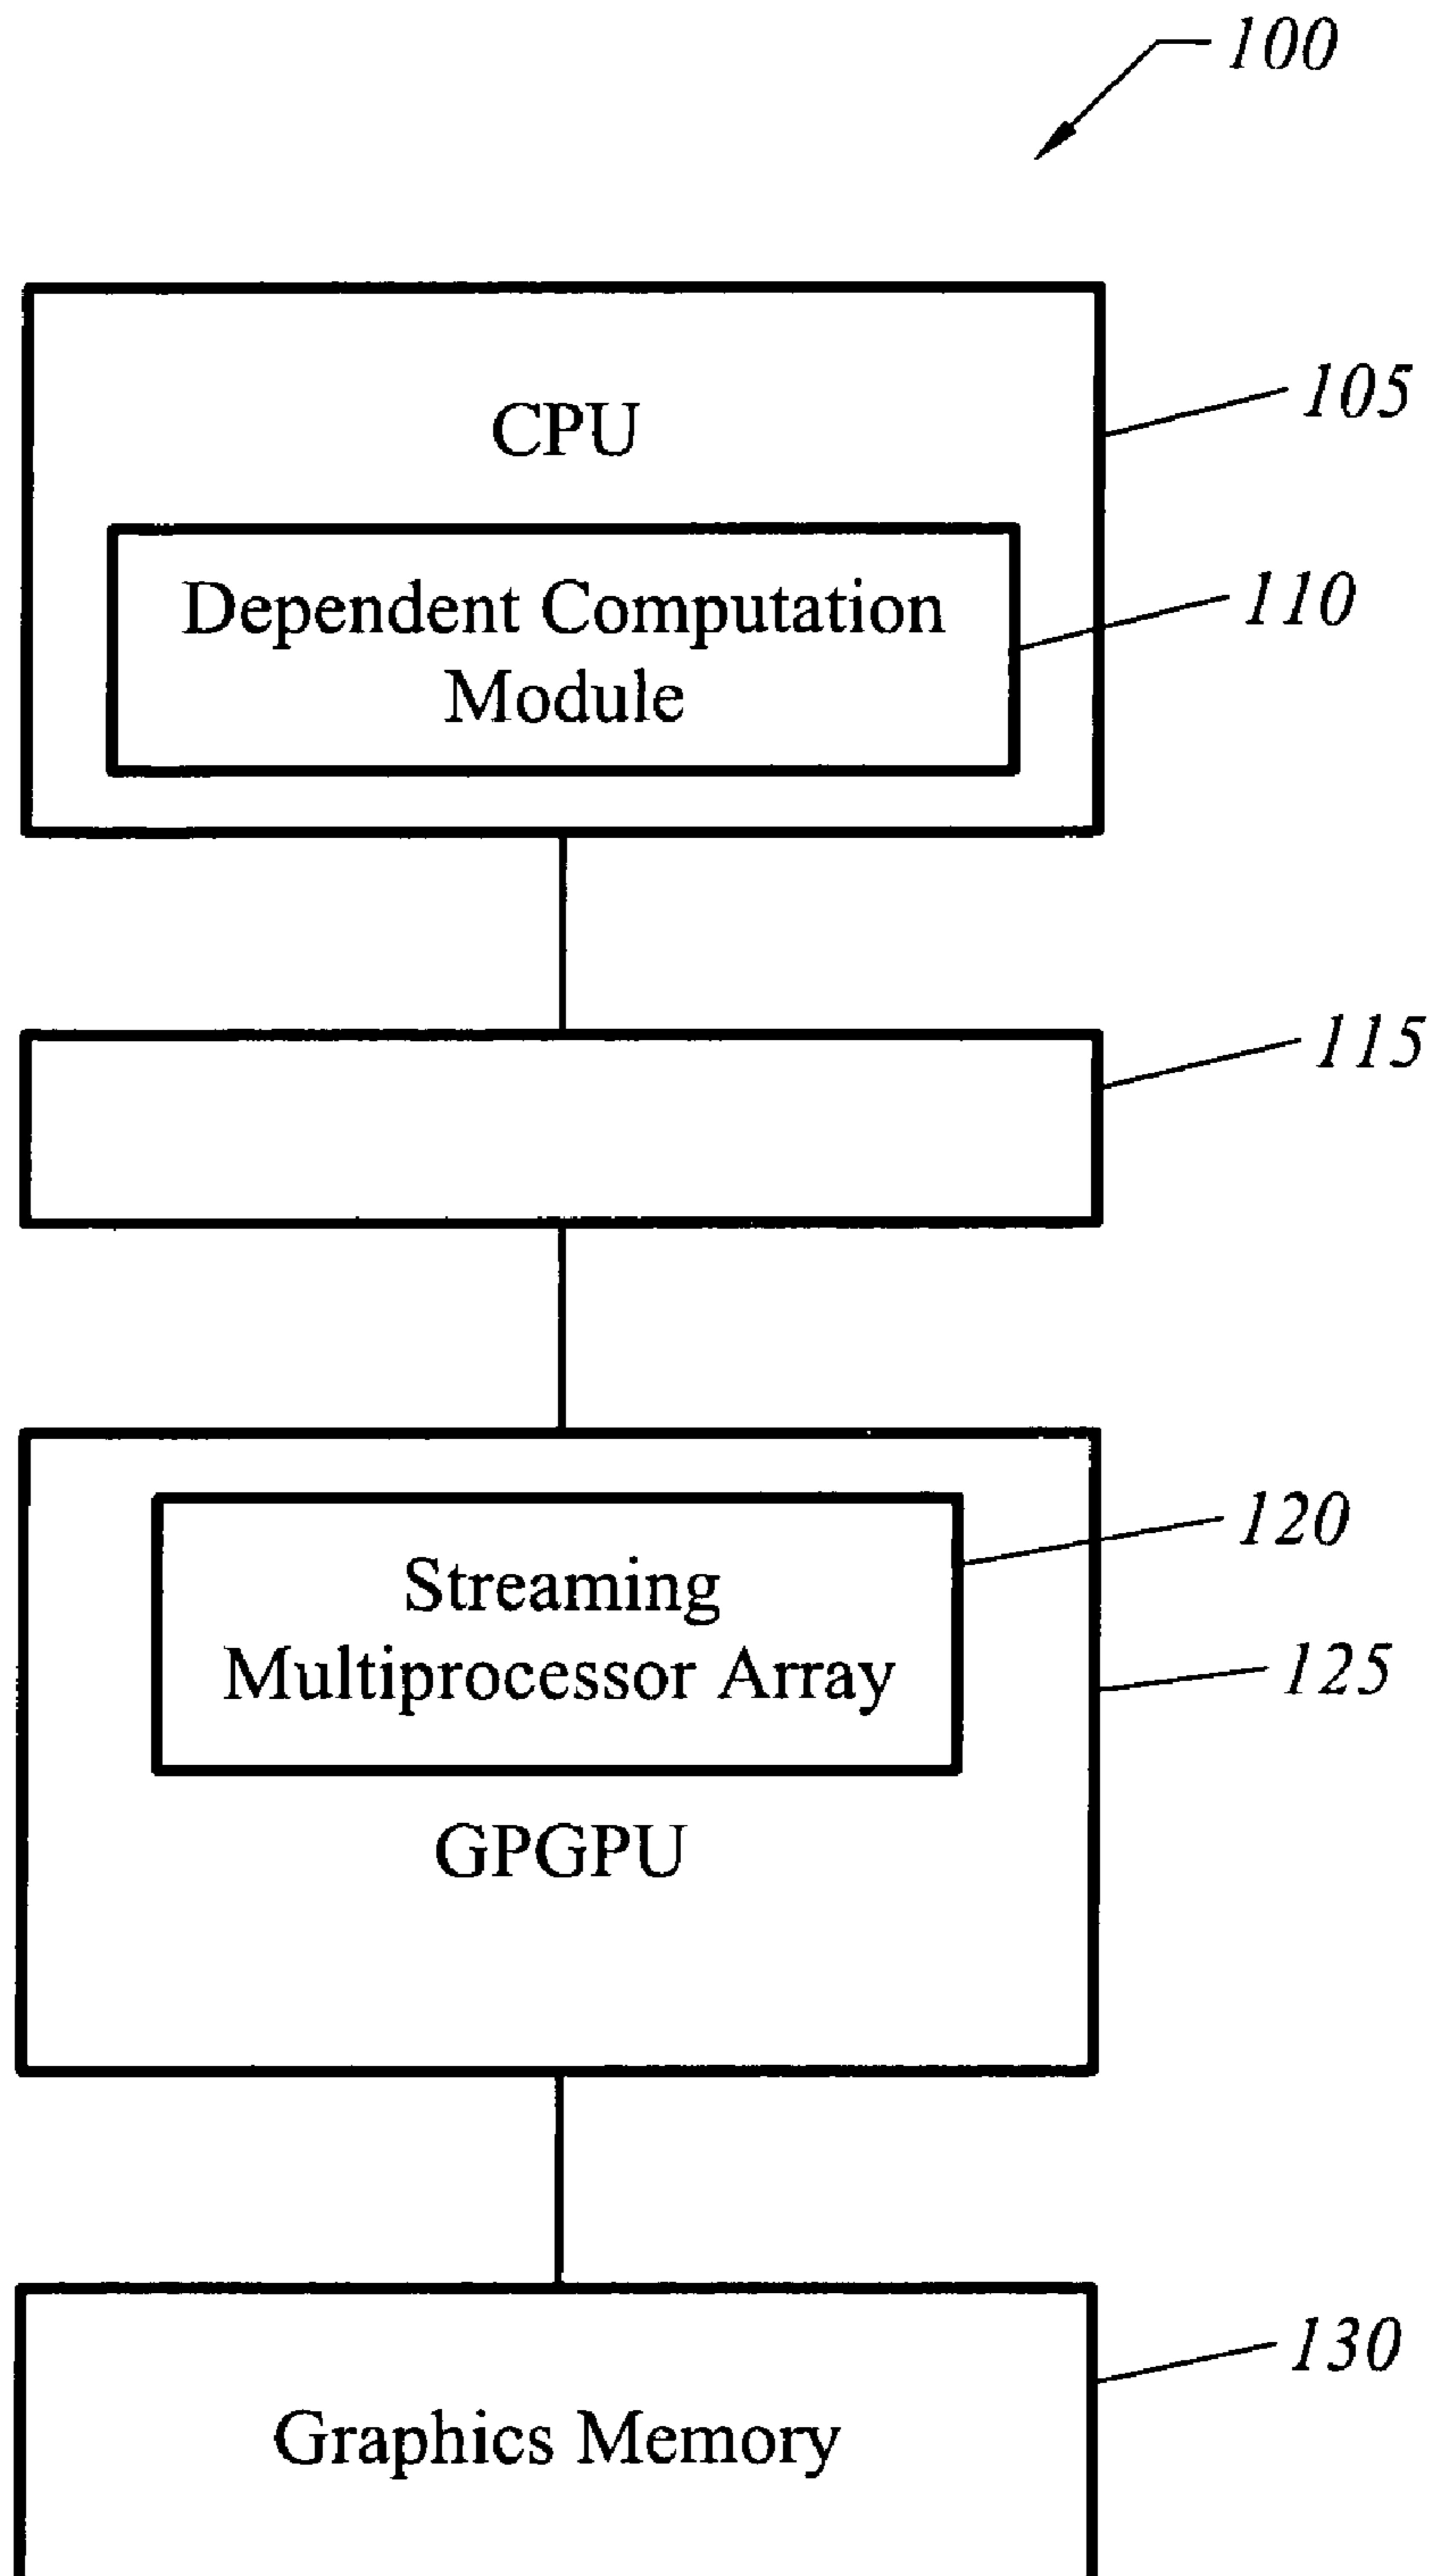 100
CPU
105
Dependent Computation
Module
110
115
Streaming
Multiprocessor Array
120
125
GPGPU
130
Graphics Memory